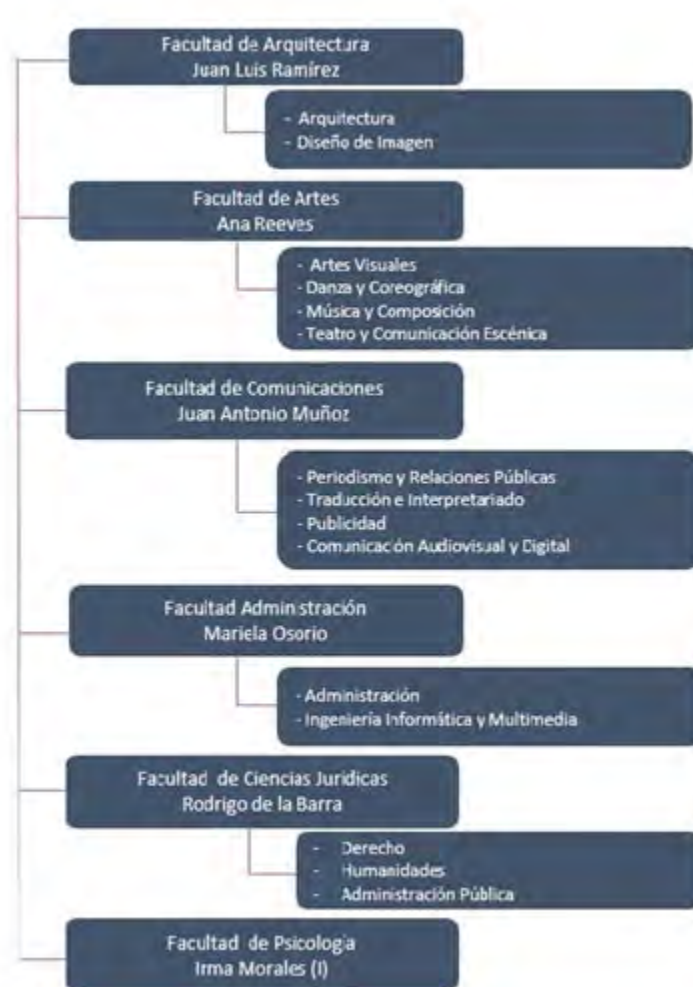 Facultad de Arquitectura
Juan Luis Ramírez
- Arquitectura
- Diseño de Imagen
Facultad de Artes
Ana Reeves
- Artes Visuales
- Danza y Coreográfica
- Música y Composición
- Teatro y Comunicación Escénica
Facultad de Comunicaciones
Juan Antonio Muñoz
- Periodismo y Relaciones Públicas
- Traducción e Interpretariado
- Publicidad
- Comunicación Audiovisual y Digital
Facultad Administración
Mariela Osorio
- Administración
- Ingeniería Informática y Multimedia
Facultad de Ciencias Juridicas
Rodrigo de la Barra
- Derecho
- Humanidades
- Administración Pública
Facultad de Psicologia
Irma Morales (I)